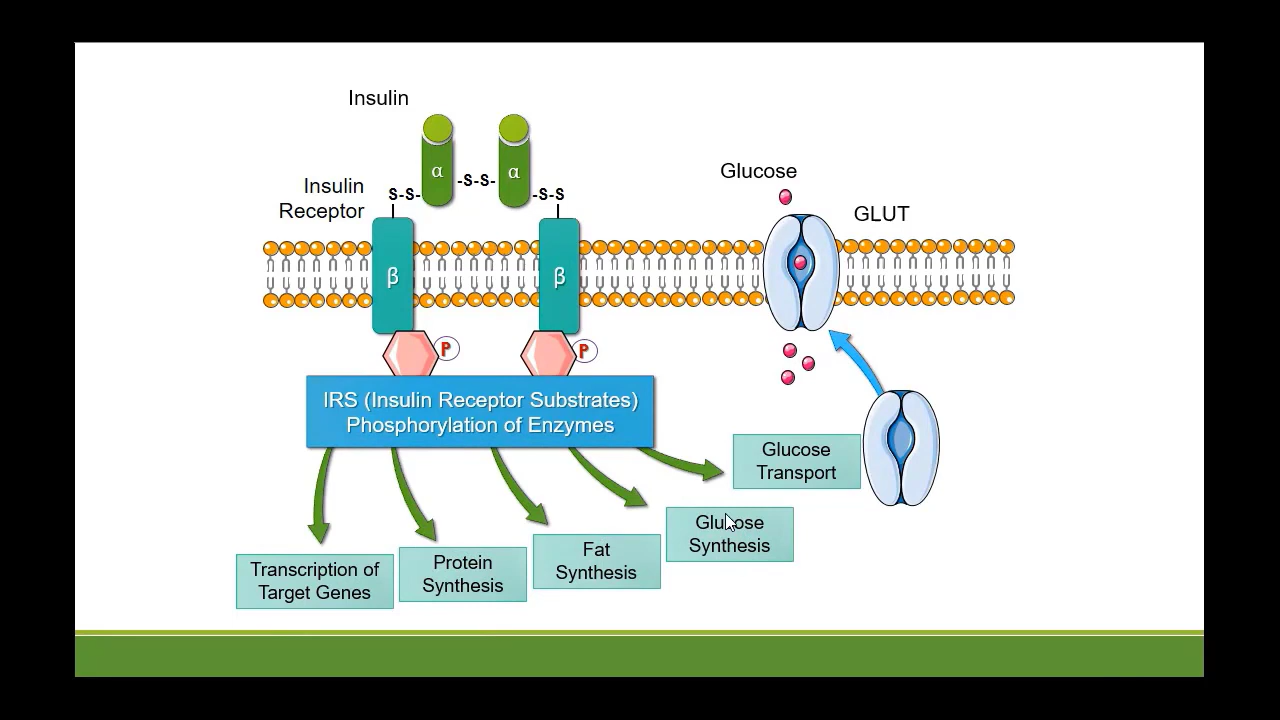 Insulin
α
α
-S-S-
Insulin
Receptor
S-S-
-S-S
Glucose
GLUT
β
β
P
P
IRS (Insulin Receptor Substrates)
Phosphorylation of Enzymes
Glucose
Transport
Glucose
Synthesis
Fat
Synthesis
Protein
Synthesis
Transcription of
Target Genes